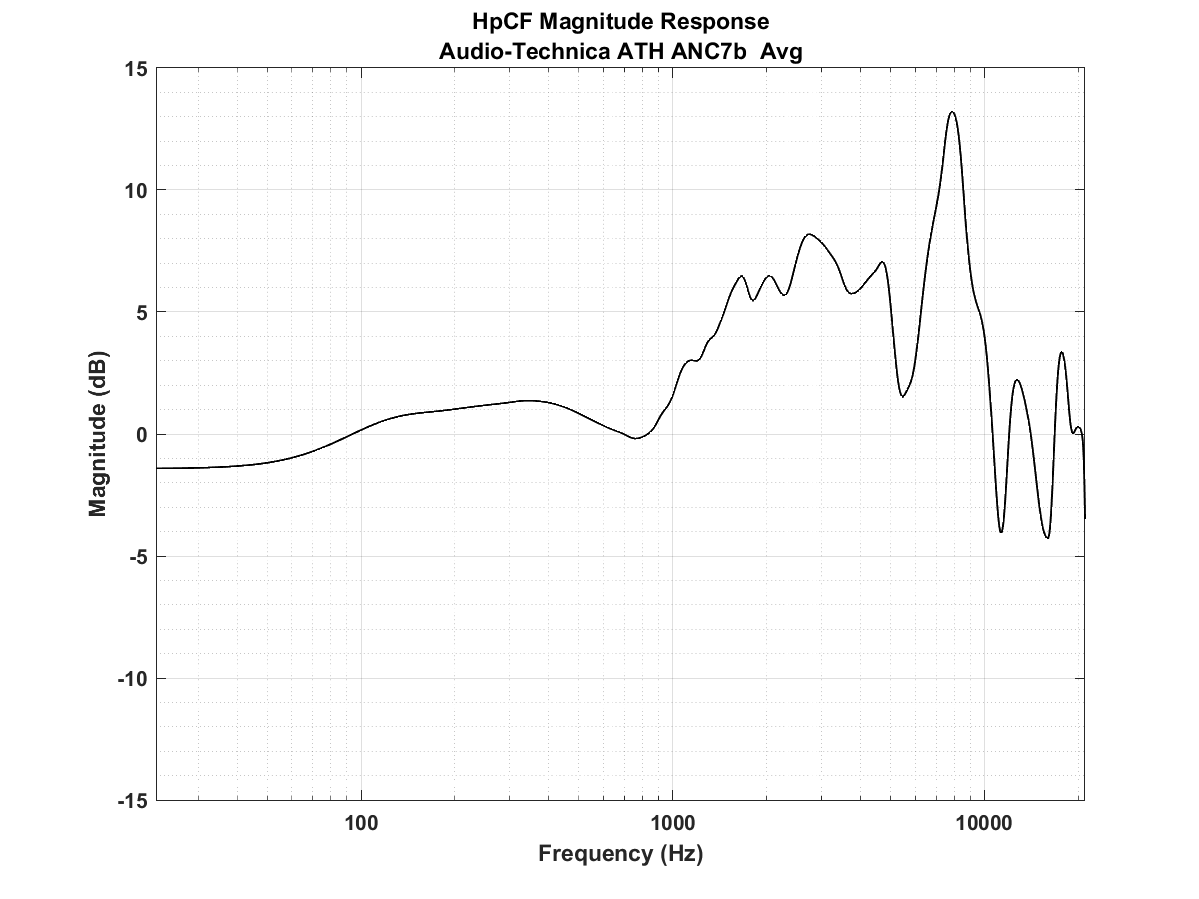 HpCF Magnitude Response
Audio-Technica ATH ANC7b  Avg
15
10
5
0
-5
-10
-15
Magnitude (dB)
100 1000 10000
Frequency (Hz)